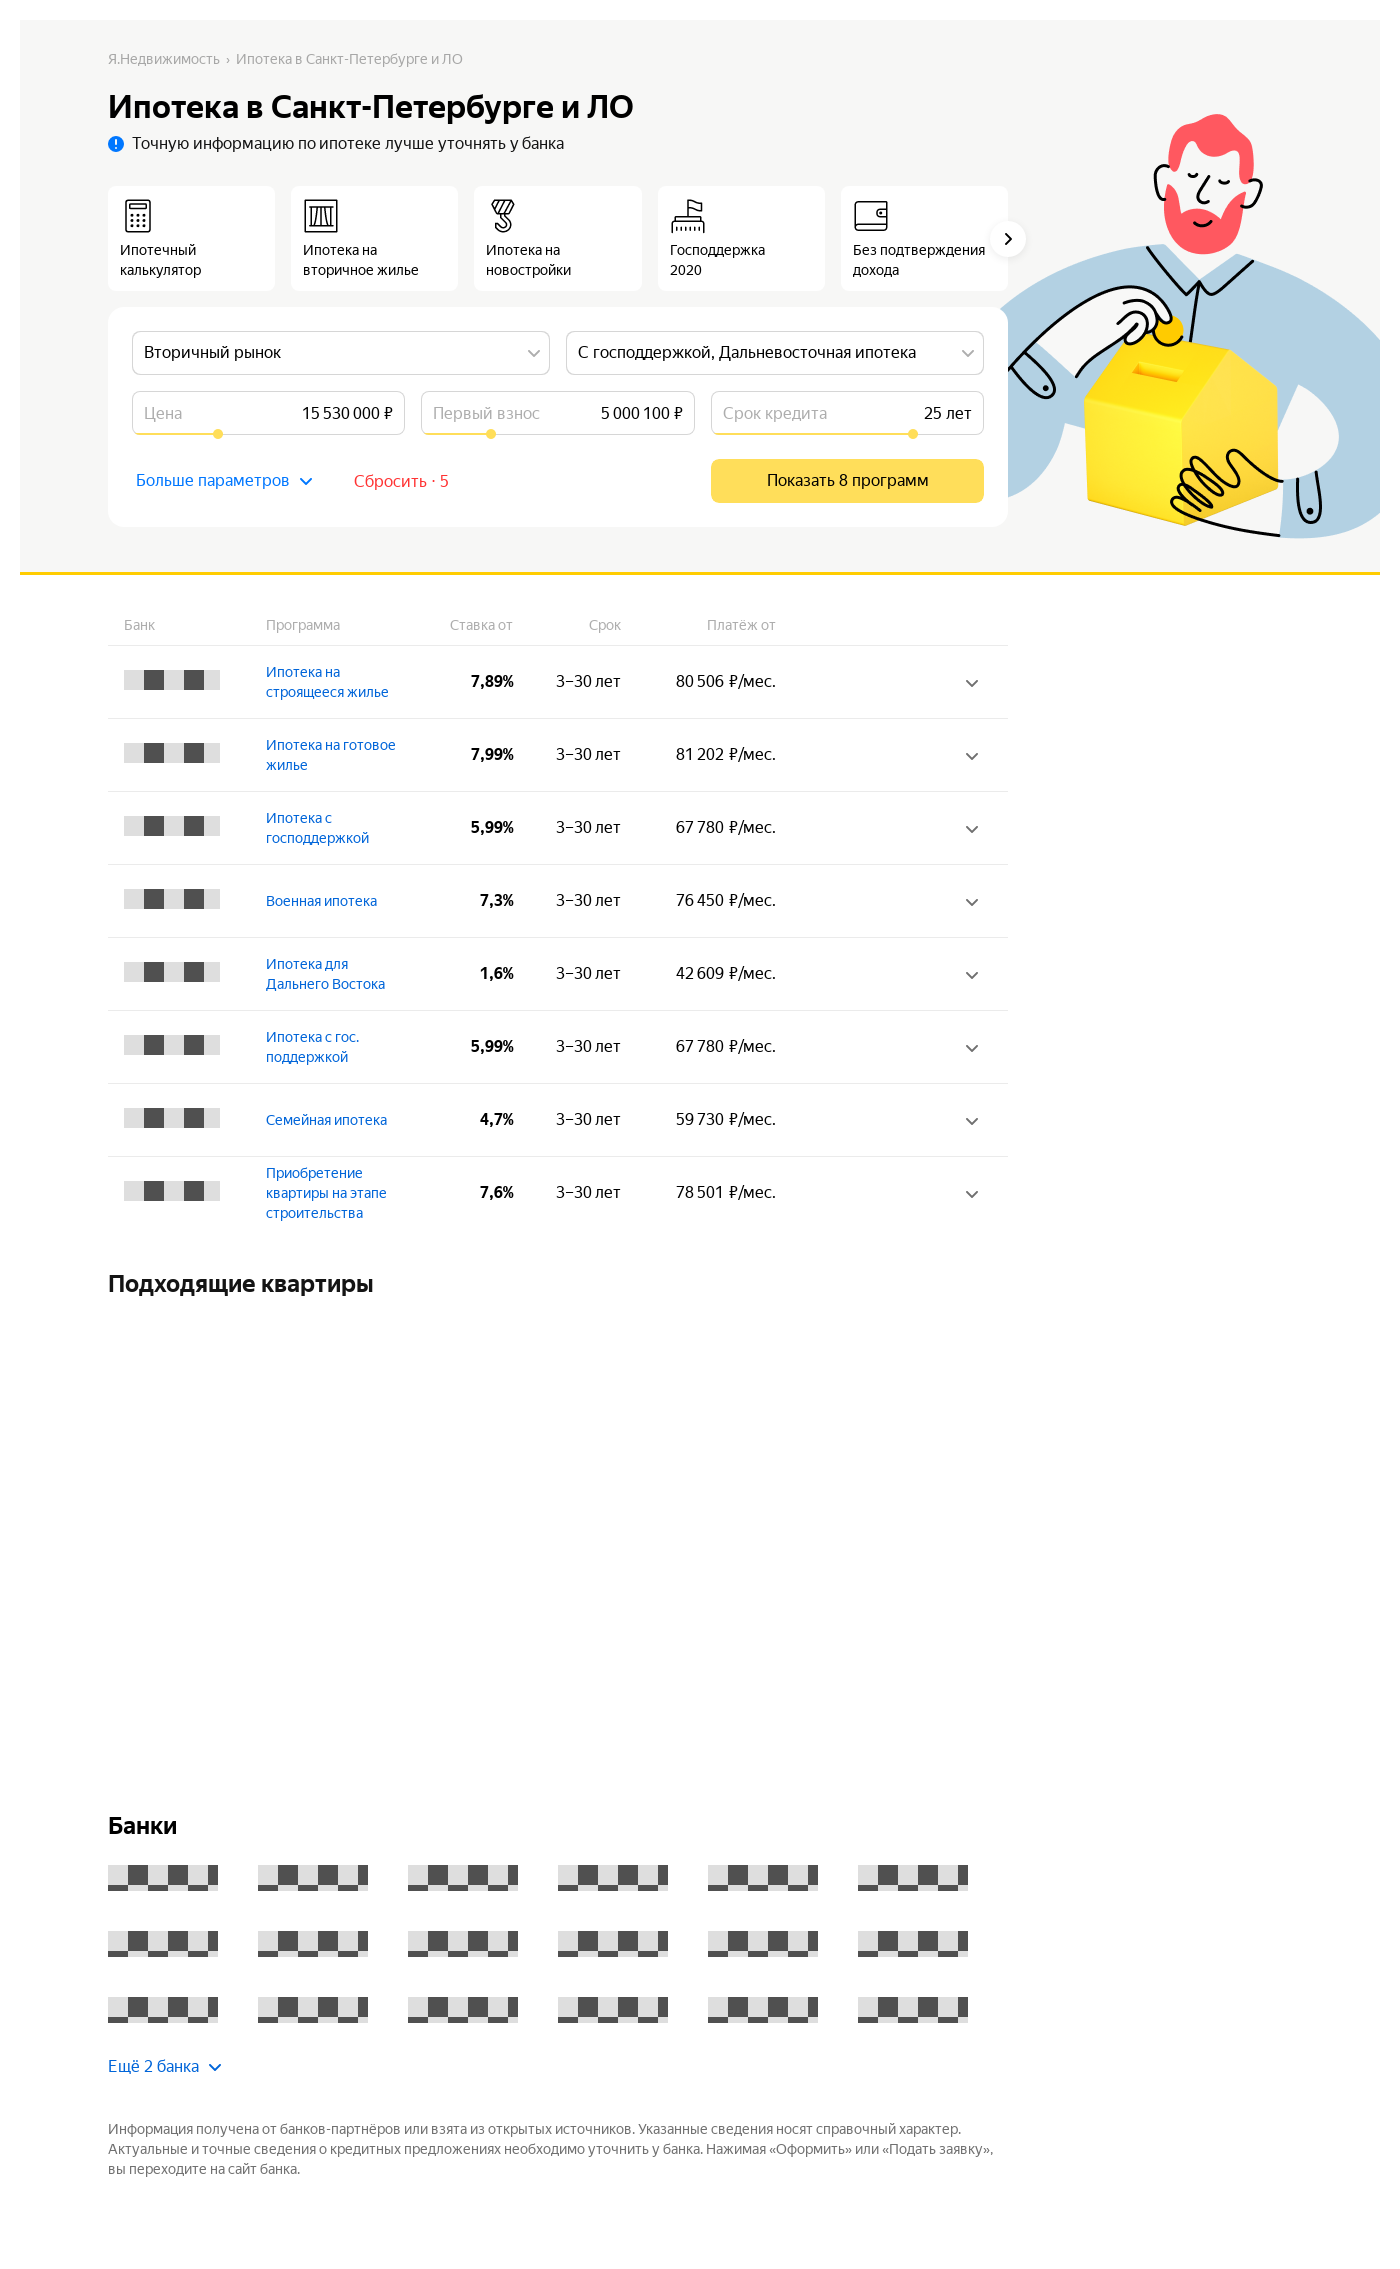 Я.Недвижимость › Ипотека в Санкт-Петербурге и ЛО
Ипотека в Санкт-Петербурге и ЛО
Точную информацию по ипотеке лучше уточнять у банка
Ипотечный
калькулятор
Ипотека на
вторичное жилье
Ипотека на
новостройки
Господдержка
2020
Без подтверждения
дохода
Вторичный рынок
С господдержкой, Дальневосточная ипотека
Цена 15 530 000 ₽
Первый взнос 5 000 100 ₽
Срок кредита 25 лет
Больше параметров
Сбросить · 5
Показать 8 программ
Банк Программа Ставка от Срок Платёж от
Ипотека на
строящееся жилье
7,89% 3–30 лет 80 506 ₽/мес.
Ипотека на готовое
жилье
7,99% 3–30 лет 81 202 ₽/мес.
Ипотека с
господдержкой
5,99% 3–30 лет 67 780 ₽/мес.
Военная ипотека 7,3% 3–30 лет 76 450 ₽/мес.
Ипотека для
Дальнего Востока
1,6% 3–30 лет 42 609 ₽/мес.
Ипотека с гос.
поддержкой
5,99% 3–30 лет 67 780 ₽/мес.
Семейная ипотека 4,7% 3–30 лет 59 730 ₽/мес.
Приобретение
квартиры на этапе
строительства
7,6% 3–30 лет 78 501 ₽/мес.
Подходящие квартиры
Банки
Ещё 2 банка
Информация получена от банков-партнёров или взята из открытых источников. Указанные сведения носят справочный характер.
Актуальные и точные сведения о кредитных предложениях необходимо уточнить у банка. Нажимая «Оформить» или «Подать заявку»,
вы переходите на сайт банка.